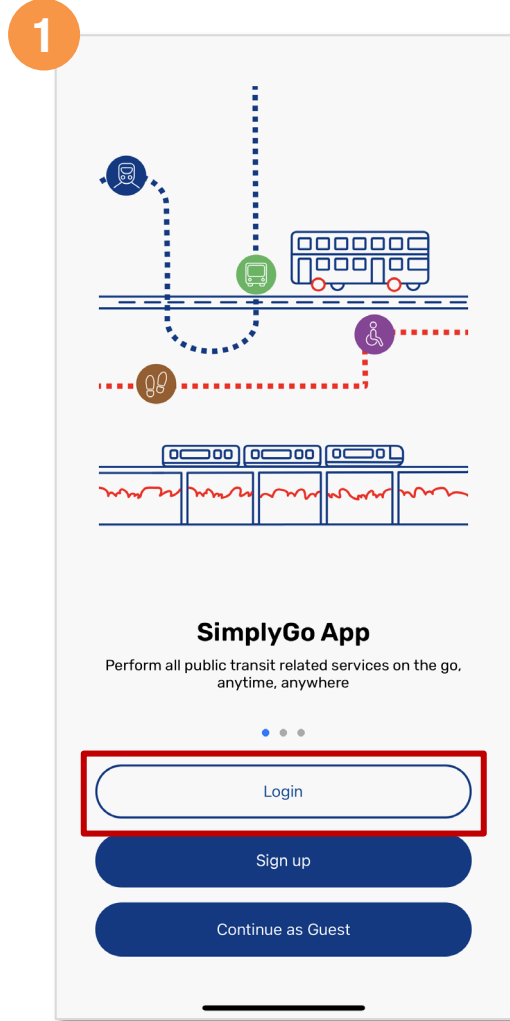 1
SimplyGo App
Perform all public transit related services on the go,
anytime, anywhere
Login
Sign up
Continue as Guest